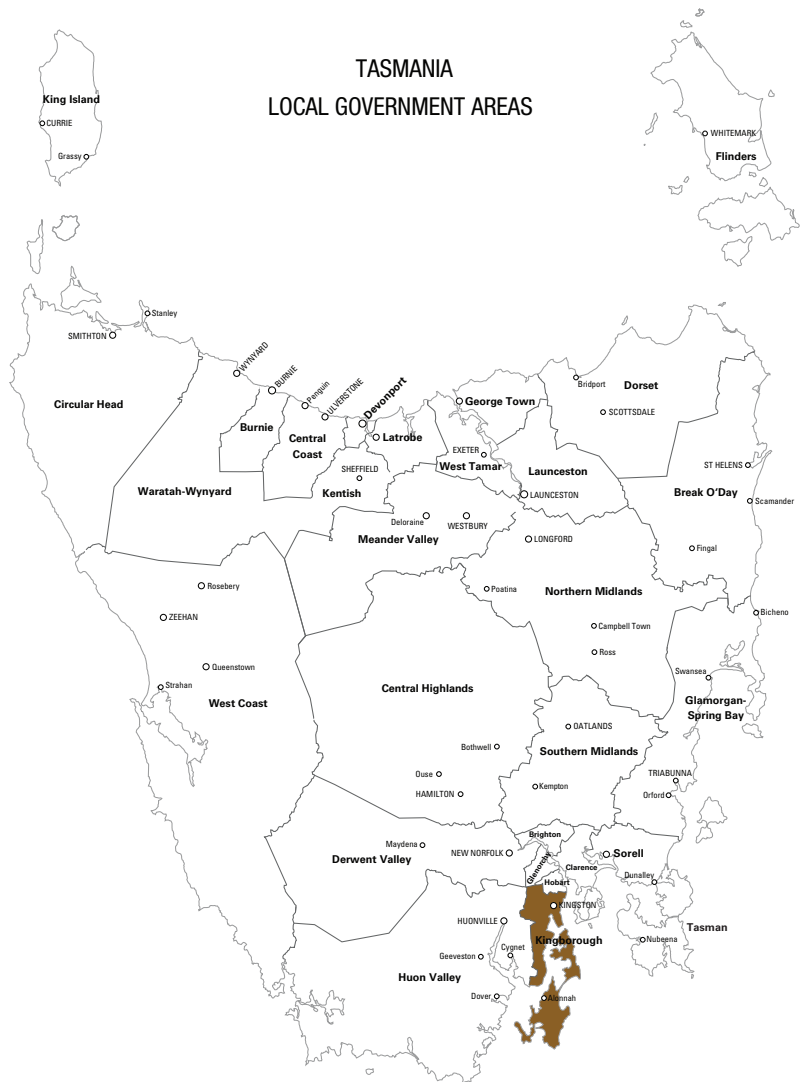 TASMANIA
LOCAL GOVERNMENT AREAS
King Island
CURRIE
Grassy
WHITEMARK
Flinders
Stanley
SMITHTON
WYNYARD
BURNIE
Penguin
ULVERSTONE
Devonport
George Town
Bridport
Dorset
SCOTTSDALE
Circular Head
Burnie
Central
Coast
Latrobe
EXETER
West Tamar
Launceston
ST HELENS
SHEFFIELD
Kentish
Waratah-Wynyard
LAUNCESTON
Break O'Day
Scamander
Deloraine
WESTBURY
Meander Valley
LONGFORD
Fingal
Rosebery
Poatina
Northern Midlands
ZEEHAN
Campbell Town
Bicheno
Ross
Queenstown
Strahan
West Coast
Central Highlands
Swansea
Glamorgan-
Spring Bay
OATLANDS
Bothwell
Southern Midlands
Ouse
HAMILTON
Kempton
TRIABUNNA
Orford
Brighton
Maydena
Derwent Valley
NEW NORFOLK
Glenorchy
Clarence
Sorell
Hobart
Dunalley
KINGSTON
HUONVILLE
Kingborough
Tasman
Nubeena
Cygnet
Geeveston
Huon Valley
Dover
Alunnah